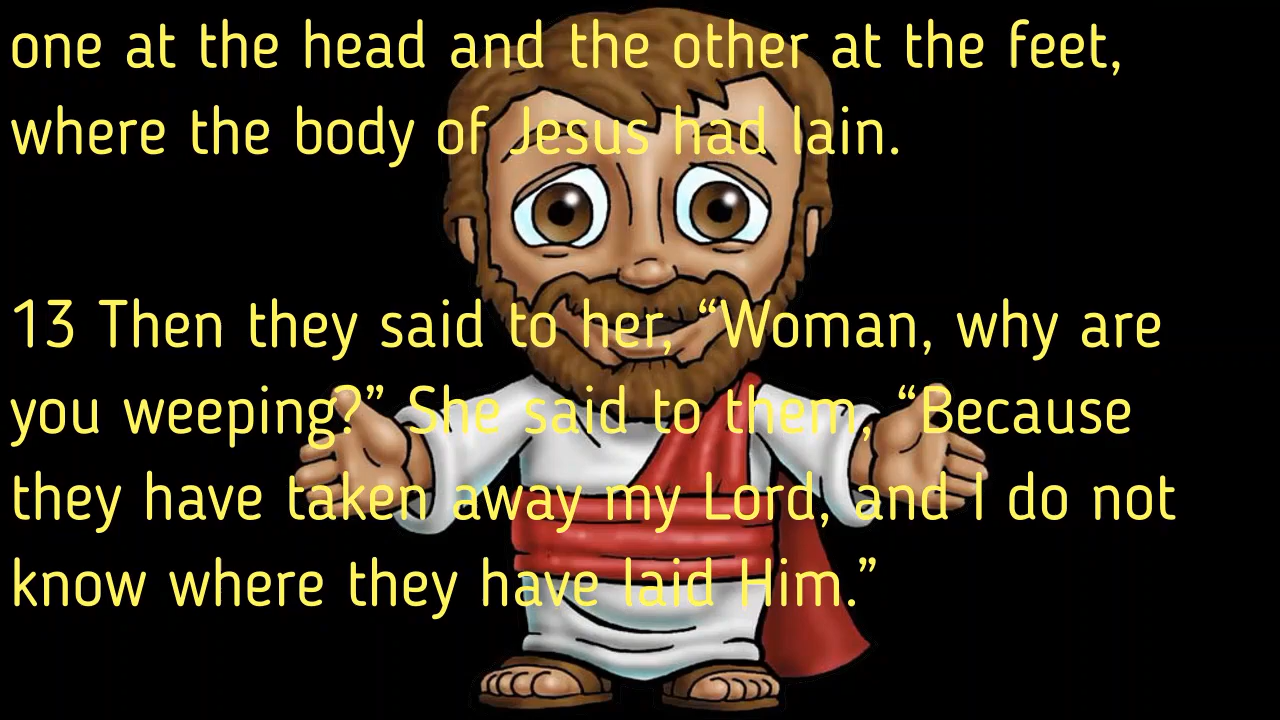 one at the head and the other at the feet,
where the body of Jesus had lain.
13 Then they said to her, “Woman, why are
you weeping?” She said to them, “Because
they have taken away my Lord, and I do not
know where they have laid Him.”